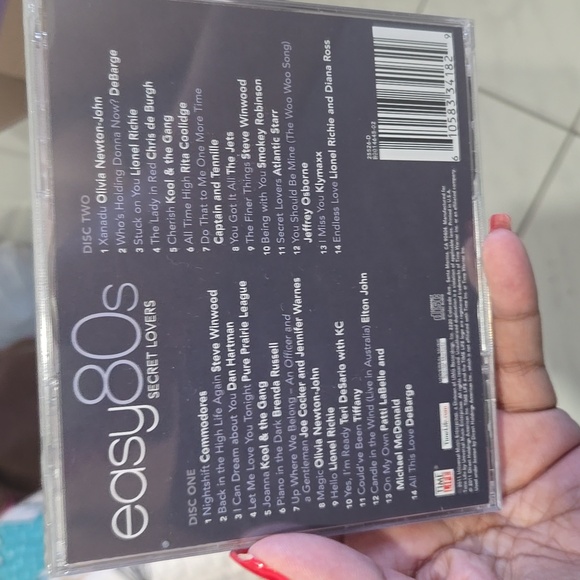 easy80s
SECRET LOVERS
DISC ONE
1 Nightshift Commodores
2 Back in the High Life Again Steve Winwood
3 I Can Dream about You Dan Hartman
4 Let Me Love You Tonight Pure Prairie League
5 Joanna Kool & the Gang
6 Piano in the Dark Brenda Russell
7 Up Where We Belong – An Officer and
a Gentleman Joe Cocker and Jennifer Warnes
8 Magic Olivia Newton-John
9 Hello Lionel Richie
10 Yes, I'm Ready Teri DeSario with KC
11 Could've Been Tiffany
12 Candle in the Wind (Live in Australia) Elton John
13 On My Own Patti LaBelle and
Michael McDonald
14 All This Love DeBarge
DISC TWO
1 Xanadu Olivia Newton-John
2 Who's Holding Donna Now? DeBarge
3 Stuck on You Lionel Richie
4 The Lady in Red Chris de Burgh
5 Cherish Kool & the Gang
6 All Time High Rita Coolidge
7 Do That to Me One More Time
Captain and Tennille
8 You Got It All The Jets
9 The Finer Things Steve Winwood
10 Being with You Smokey Robinson
11 Secret Lovers Atlantic Starr
12 You Should Be Mine (The Woo Woo Song)
Jeffrey Osborne
13 I Miss You Klymaxx
14 Endless Love Lionel Richie and Diana Ross
TIME
LIFE
6 10583 34182 9
25526-D